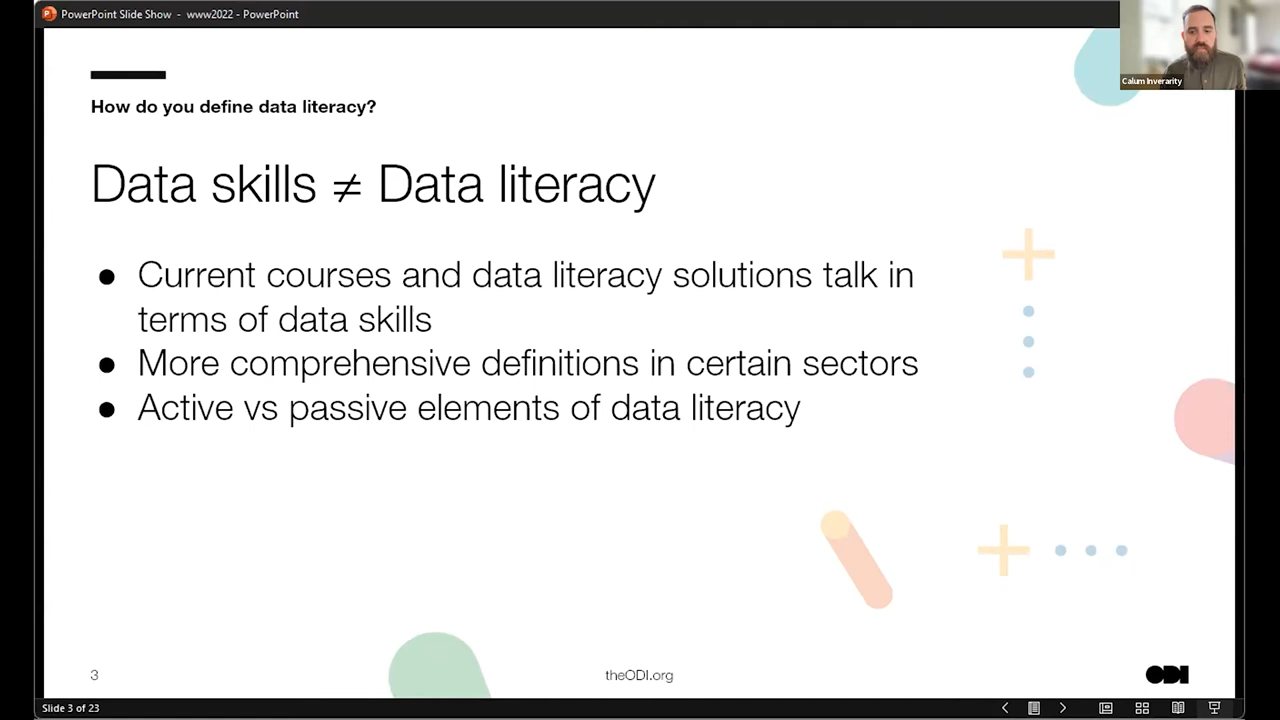 PowerPoint Slide Show - www2022 - PowerPoint
Calum Inverarity
How do you define data literacy?
Data skills ≠ Data literacy
● Current courses and data literacy solutions talk in
terms of data skills
● More comprehensive definitions in certain sectors
● Active vs passive elements of data literacy
3
theODI.org
ODI
Slide 3 of 23